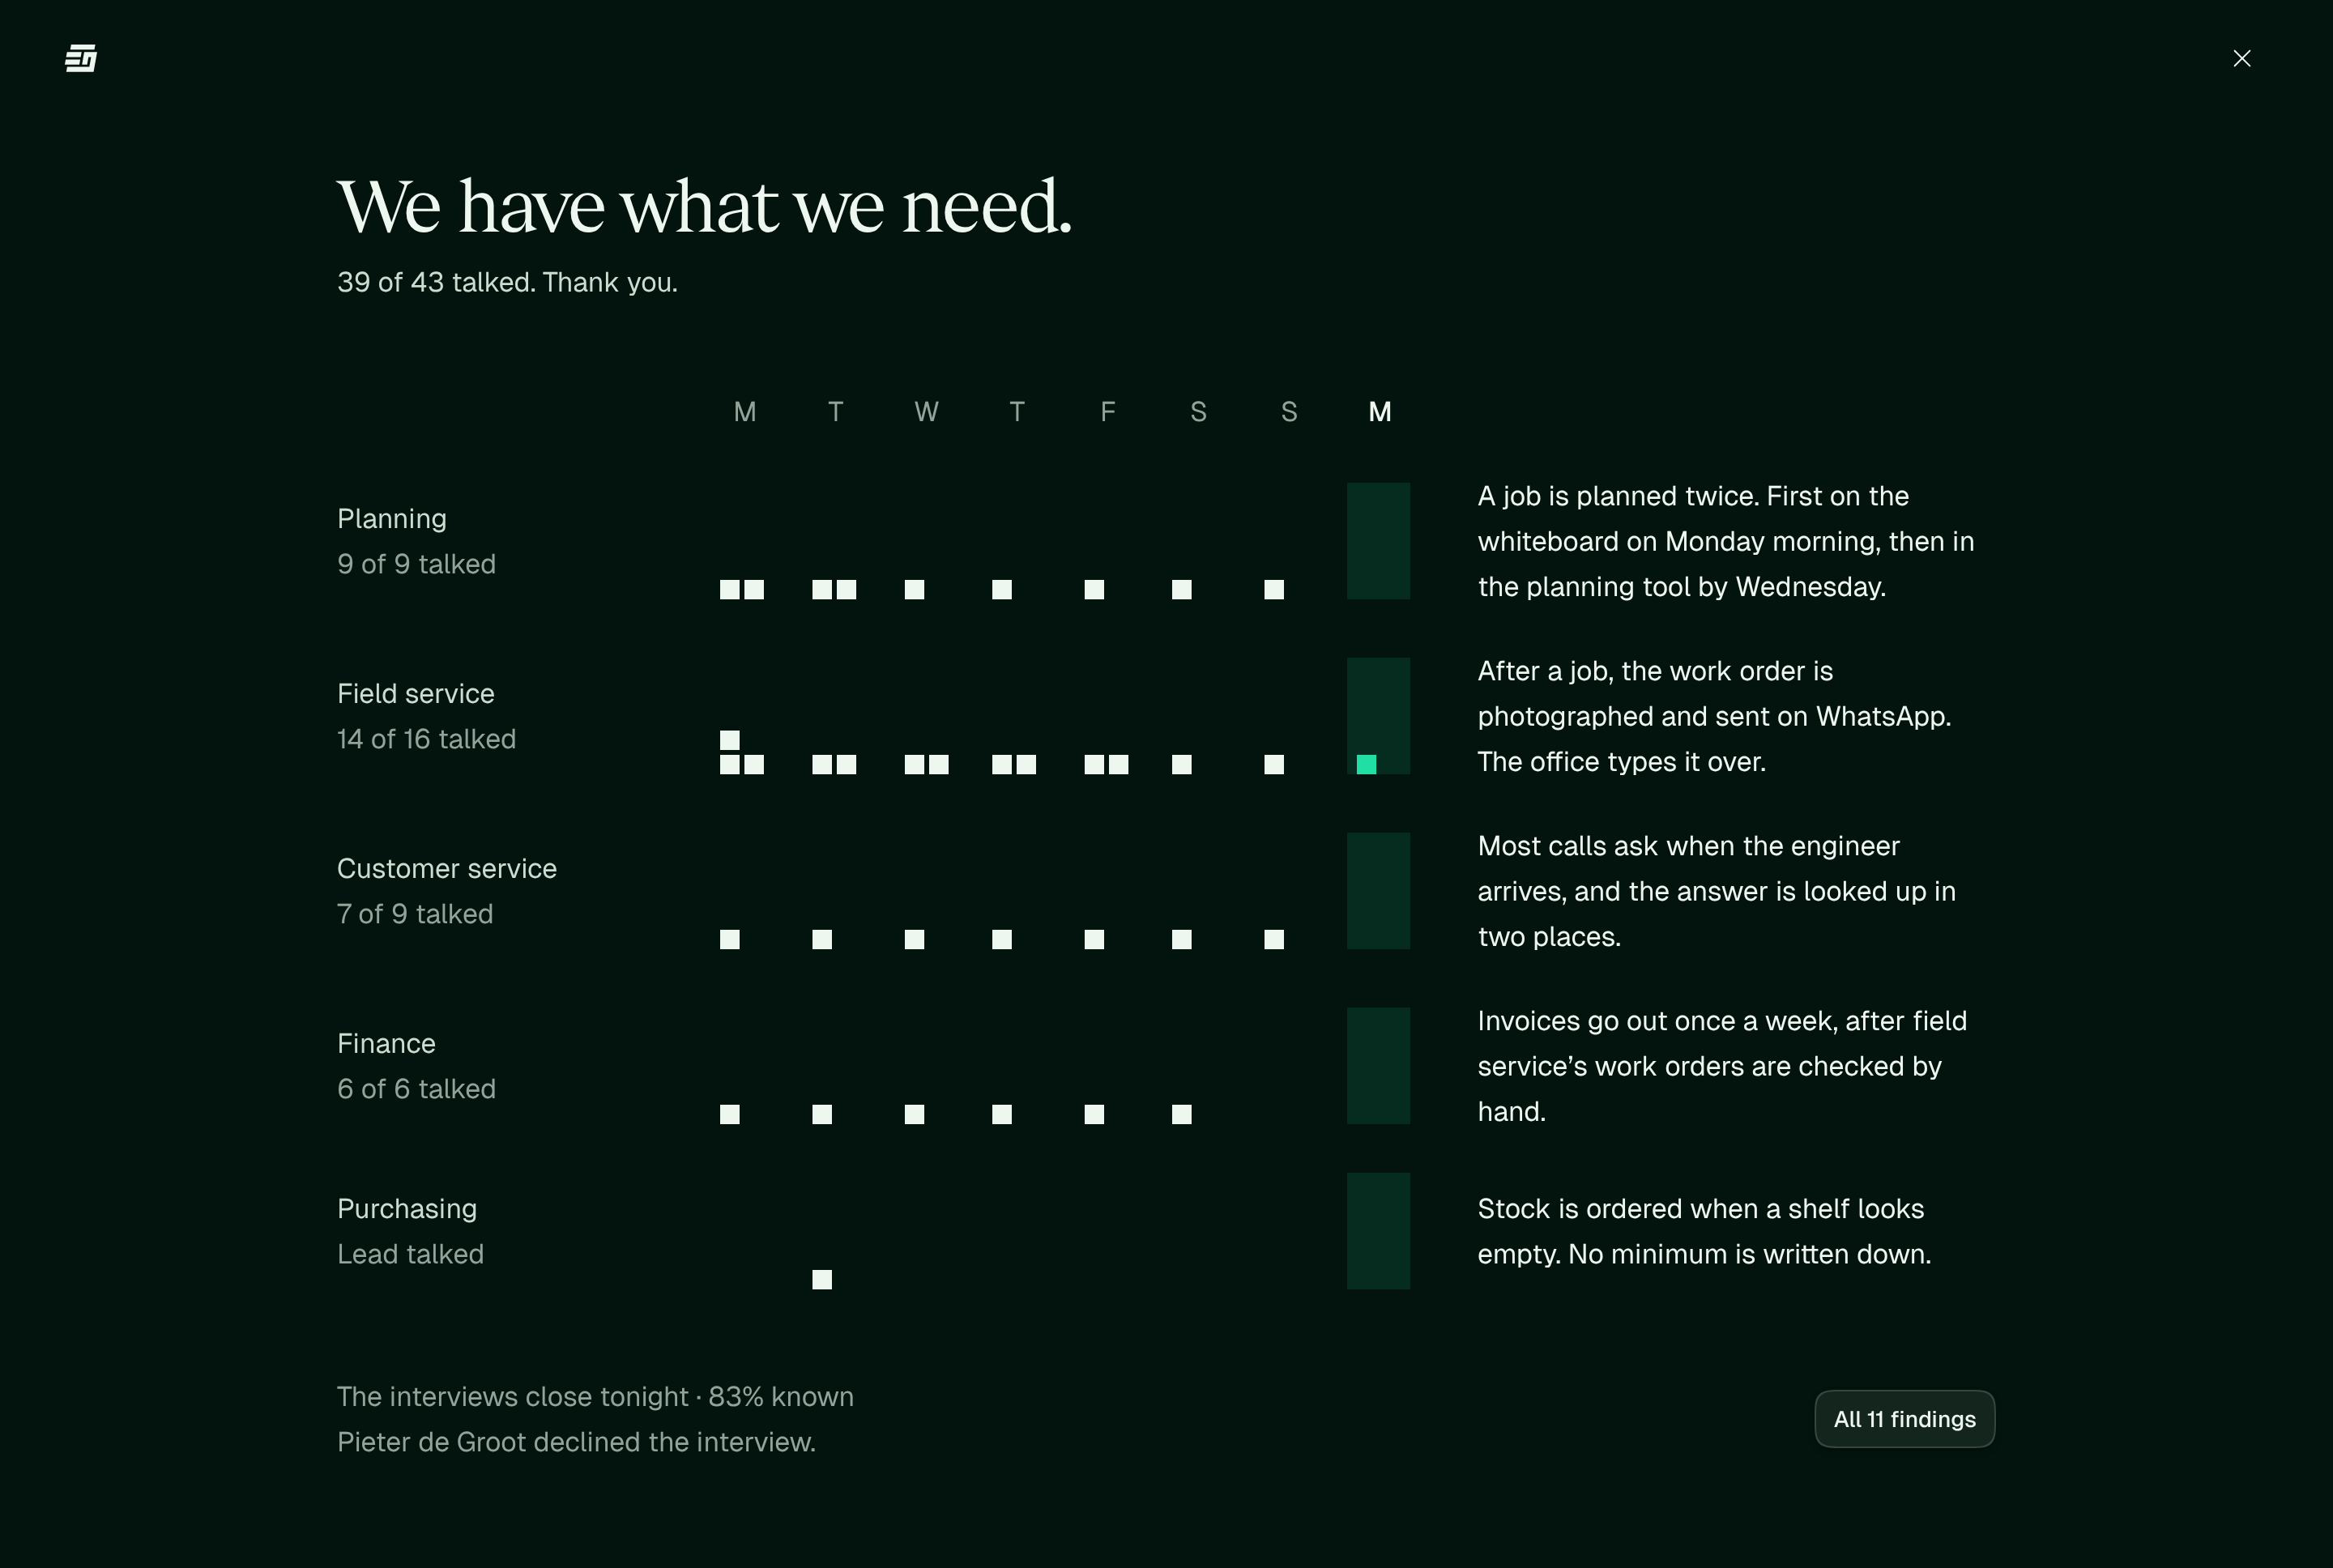 We have what we need.
39 of 43 talked. Thank you.
M T W T F S S M
Planning
9 of 9 talked
A job is planned twice. First on the
whiteboard on Monday morning, then in
the planning tool by Wednesday.
Field service
14 of 16 talked
After a job, the work order is
photographed and sent on WhatsApp.
The office types it over.
Customer service
7 of 9 talked
Most calls ask when the engineer
arrives, and the answer is looked up in
two places.
Finance
6 of 6 talked
Invoices go out once a week, after field
service’s work orders are checked by
hand.
Purchasing
Lead talked
Stock is ordered when a shelf looks
empty. No minimum is written down.
The interviews close tonight · 83% known
Pieter de Groot declined the interview.
All 11 findings